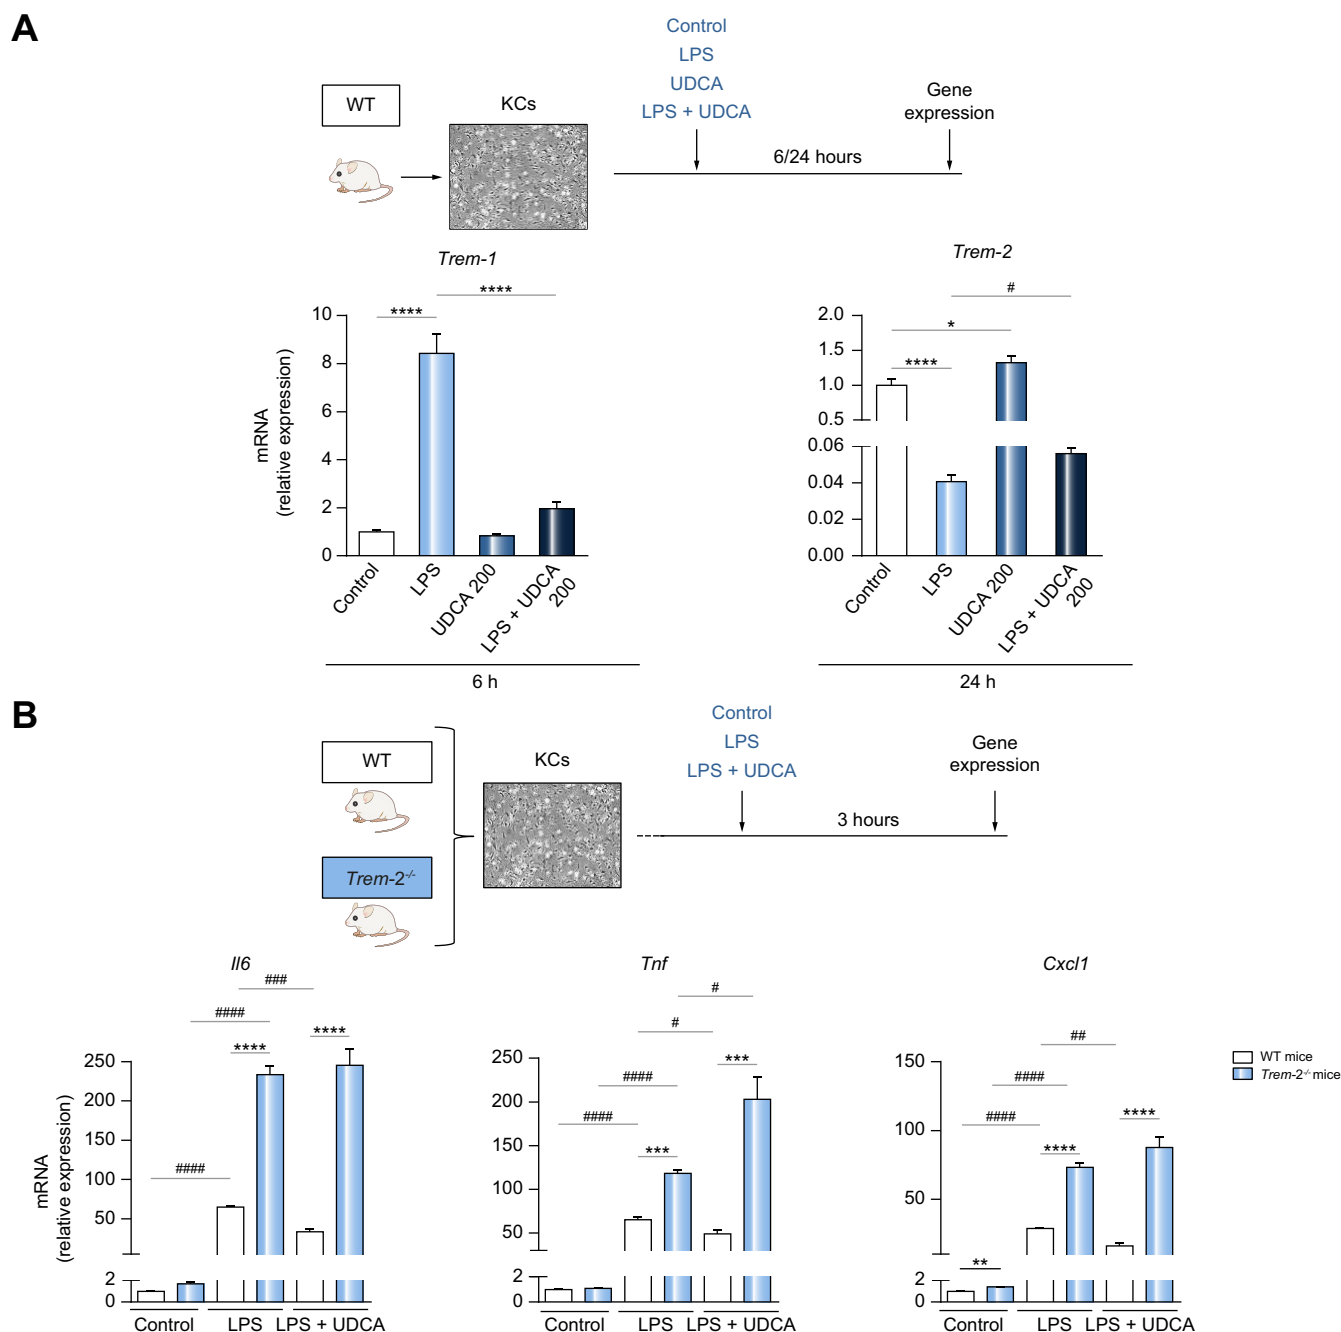 A
Control
LPS
UDCA
LPS + UDCA
WT
KCs
Gene
expression
6/24 hours
Trem-1
Trem-2
mRNA
(relative expression)
10
8
6
4
2
0
****
****
Control
LPS
UDCA 200
LPS + UDCA
200
6 h
2.0
1.5
1.0
0.5
0.06
0.04
0.02
0.00
#
*
****
Control
LPS
UDCA 200
LPS + UDCA
200
24 h
B
Control
LPS
LPS + UDCA
WT
Trem-2-/-
KCs
Gene
expression
3 hours
Il6
mRNA
(relative expression)
250
200
150
100
50
2
0
###
####
****
****
####
Control
LPS
LPS + UDCA
Tnf
250
200
150
100
50
2
0
#
#
***
####
####
***
Control
LPS
LPS + UDCA
Cxcl1
150
100
50
2
0
##
####
####
****
****
**
Control
LPS
LPS + UDCA
WT mice
Trem-2-/- mice